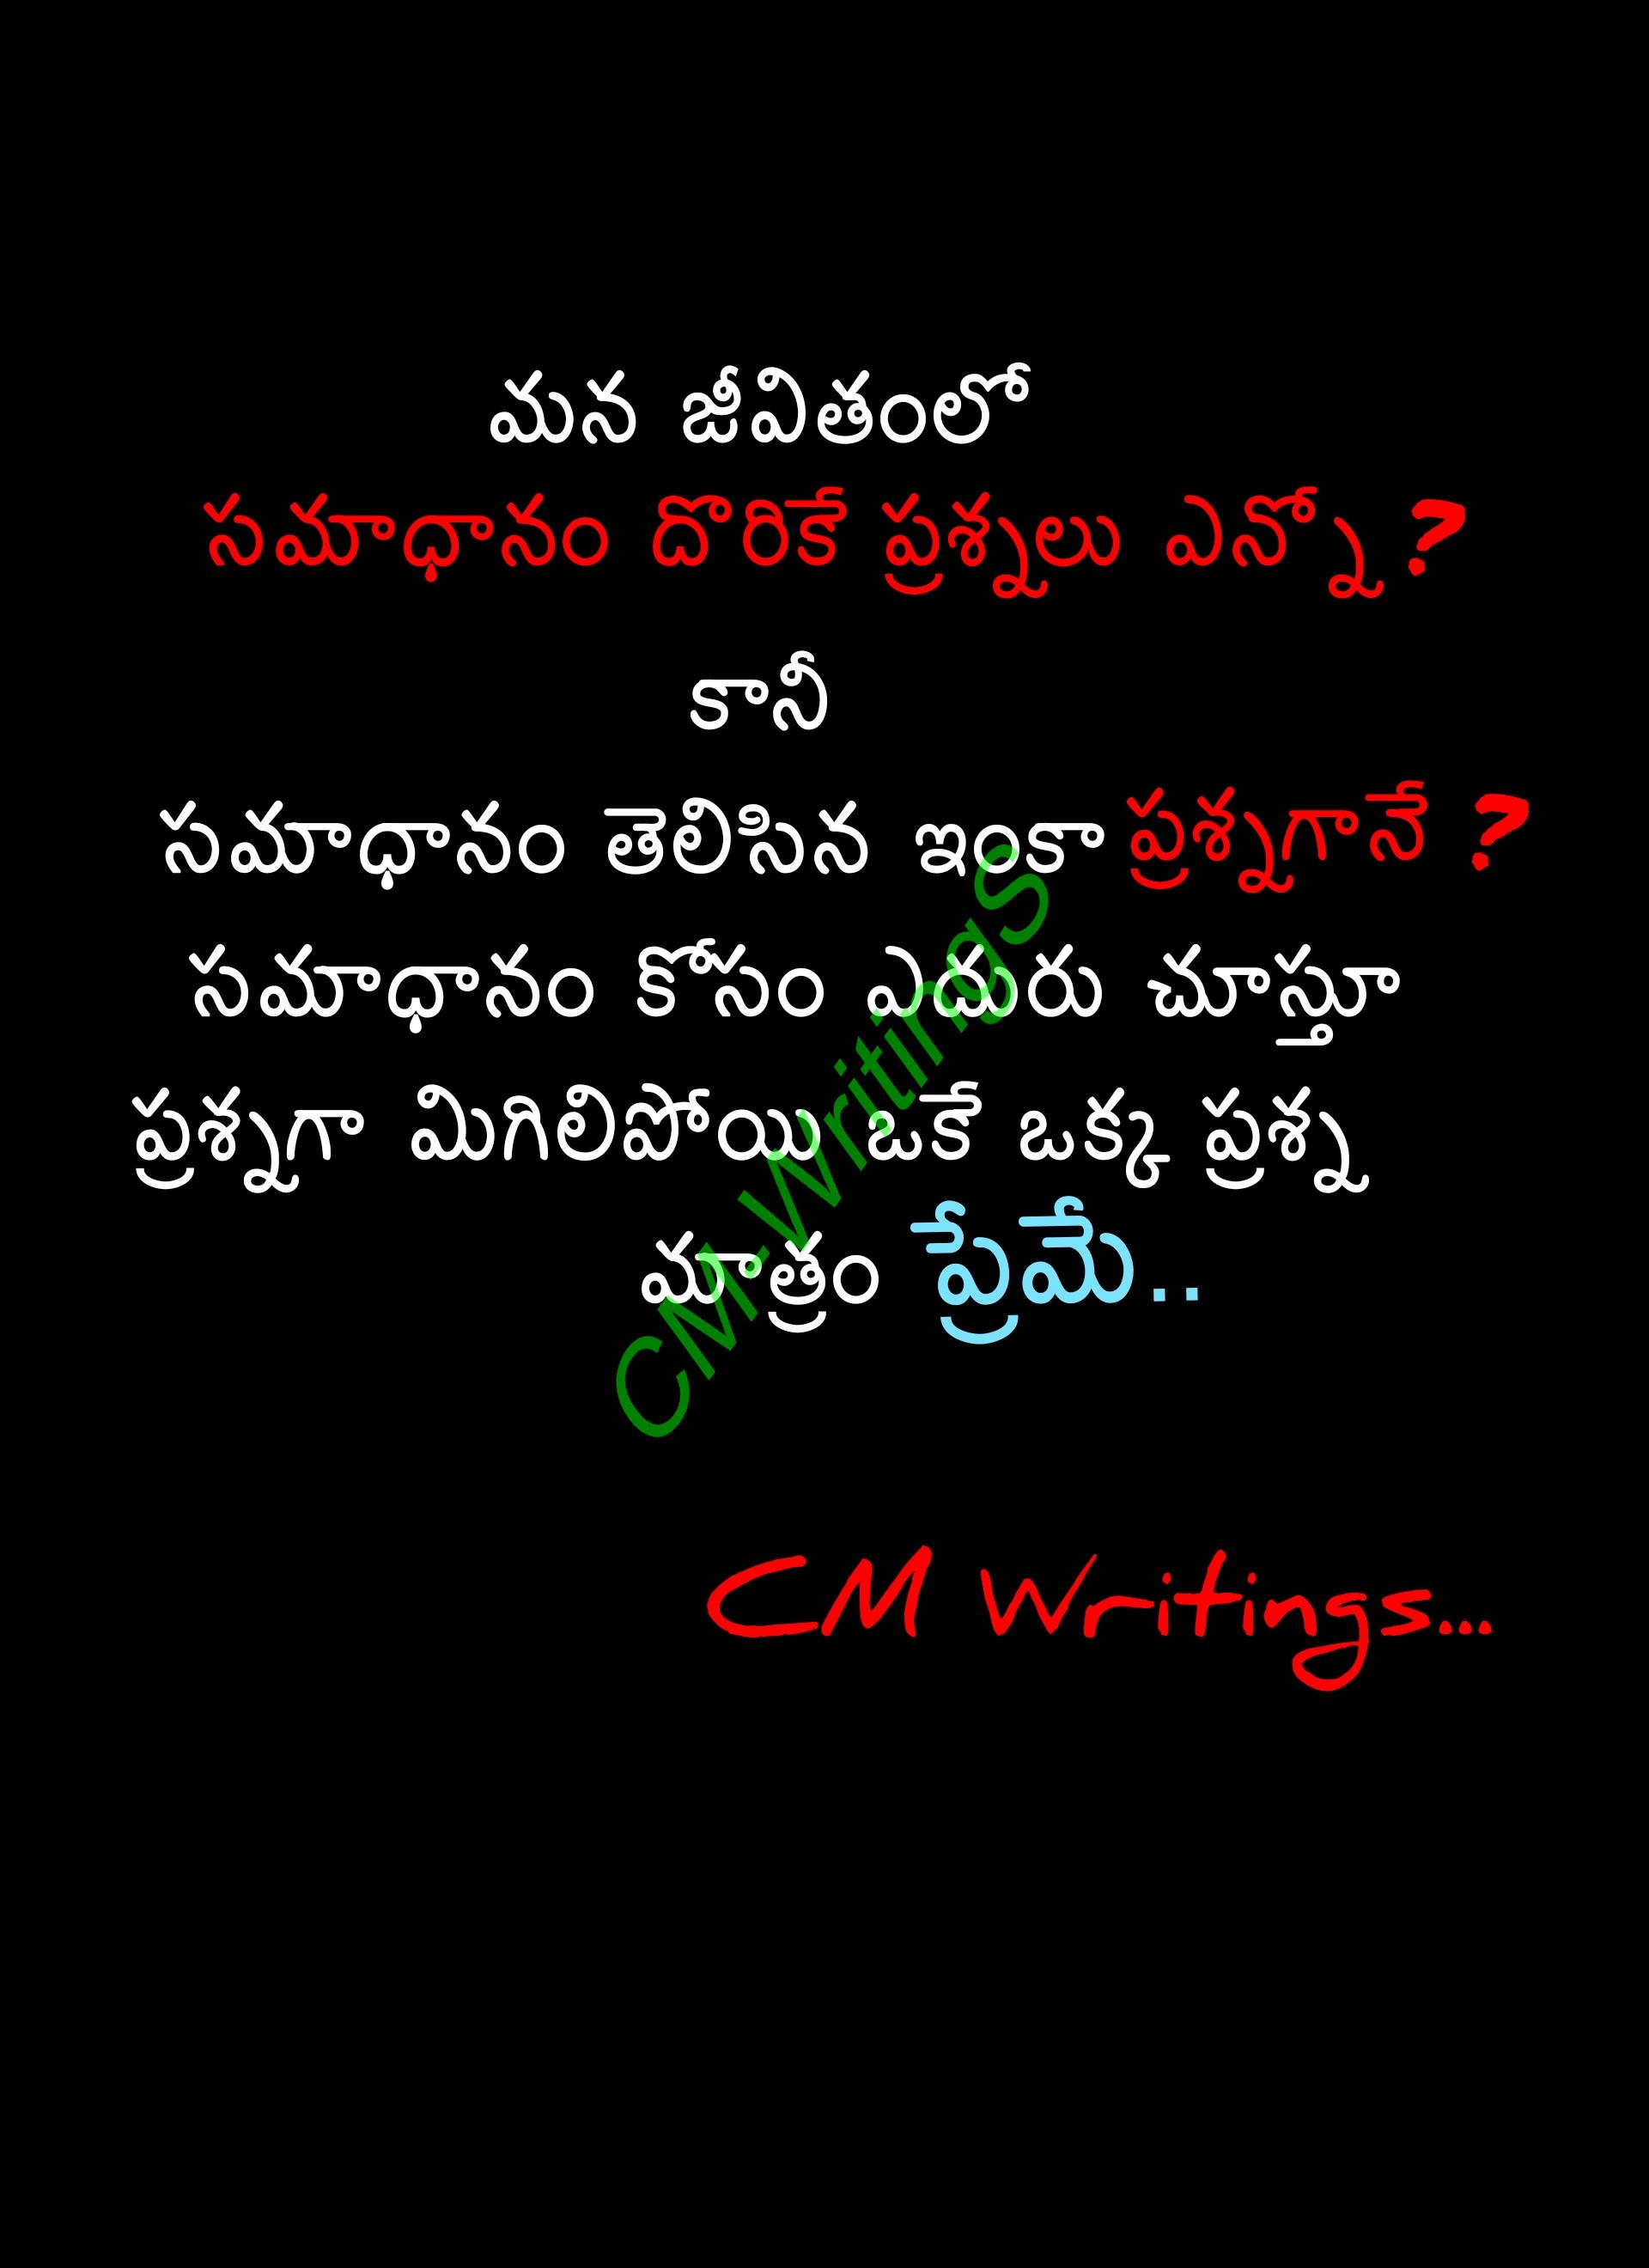 మన జీవితంలో
సమాధానం దొరికే ప్రశ్నలు ఎన్నో ?
కానీ
సమాధానం తెలిసిన ఇంకా ప్రశ్నగానే ?
సమాధానం కోసం ఎదురు చూస్తూ
ప్రశ్నగా మిగిలిపోయి ఒకే ఒక్క ప్రశ్న
మాత్రం ప్రేమే..
CM.WritingS
CM Writings...